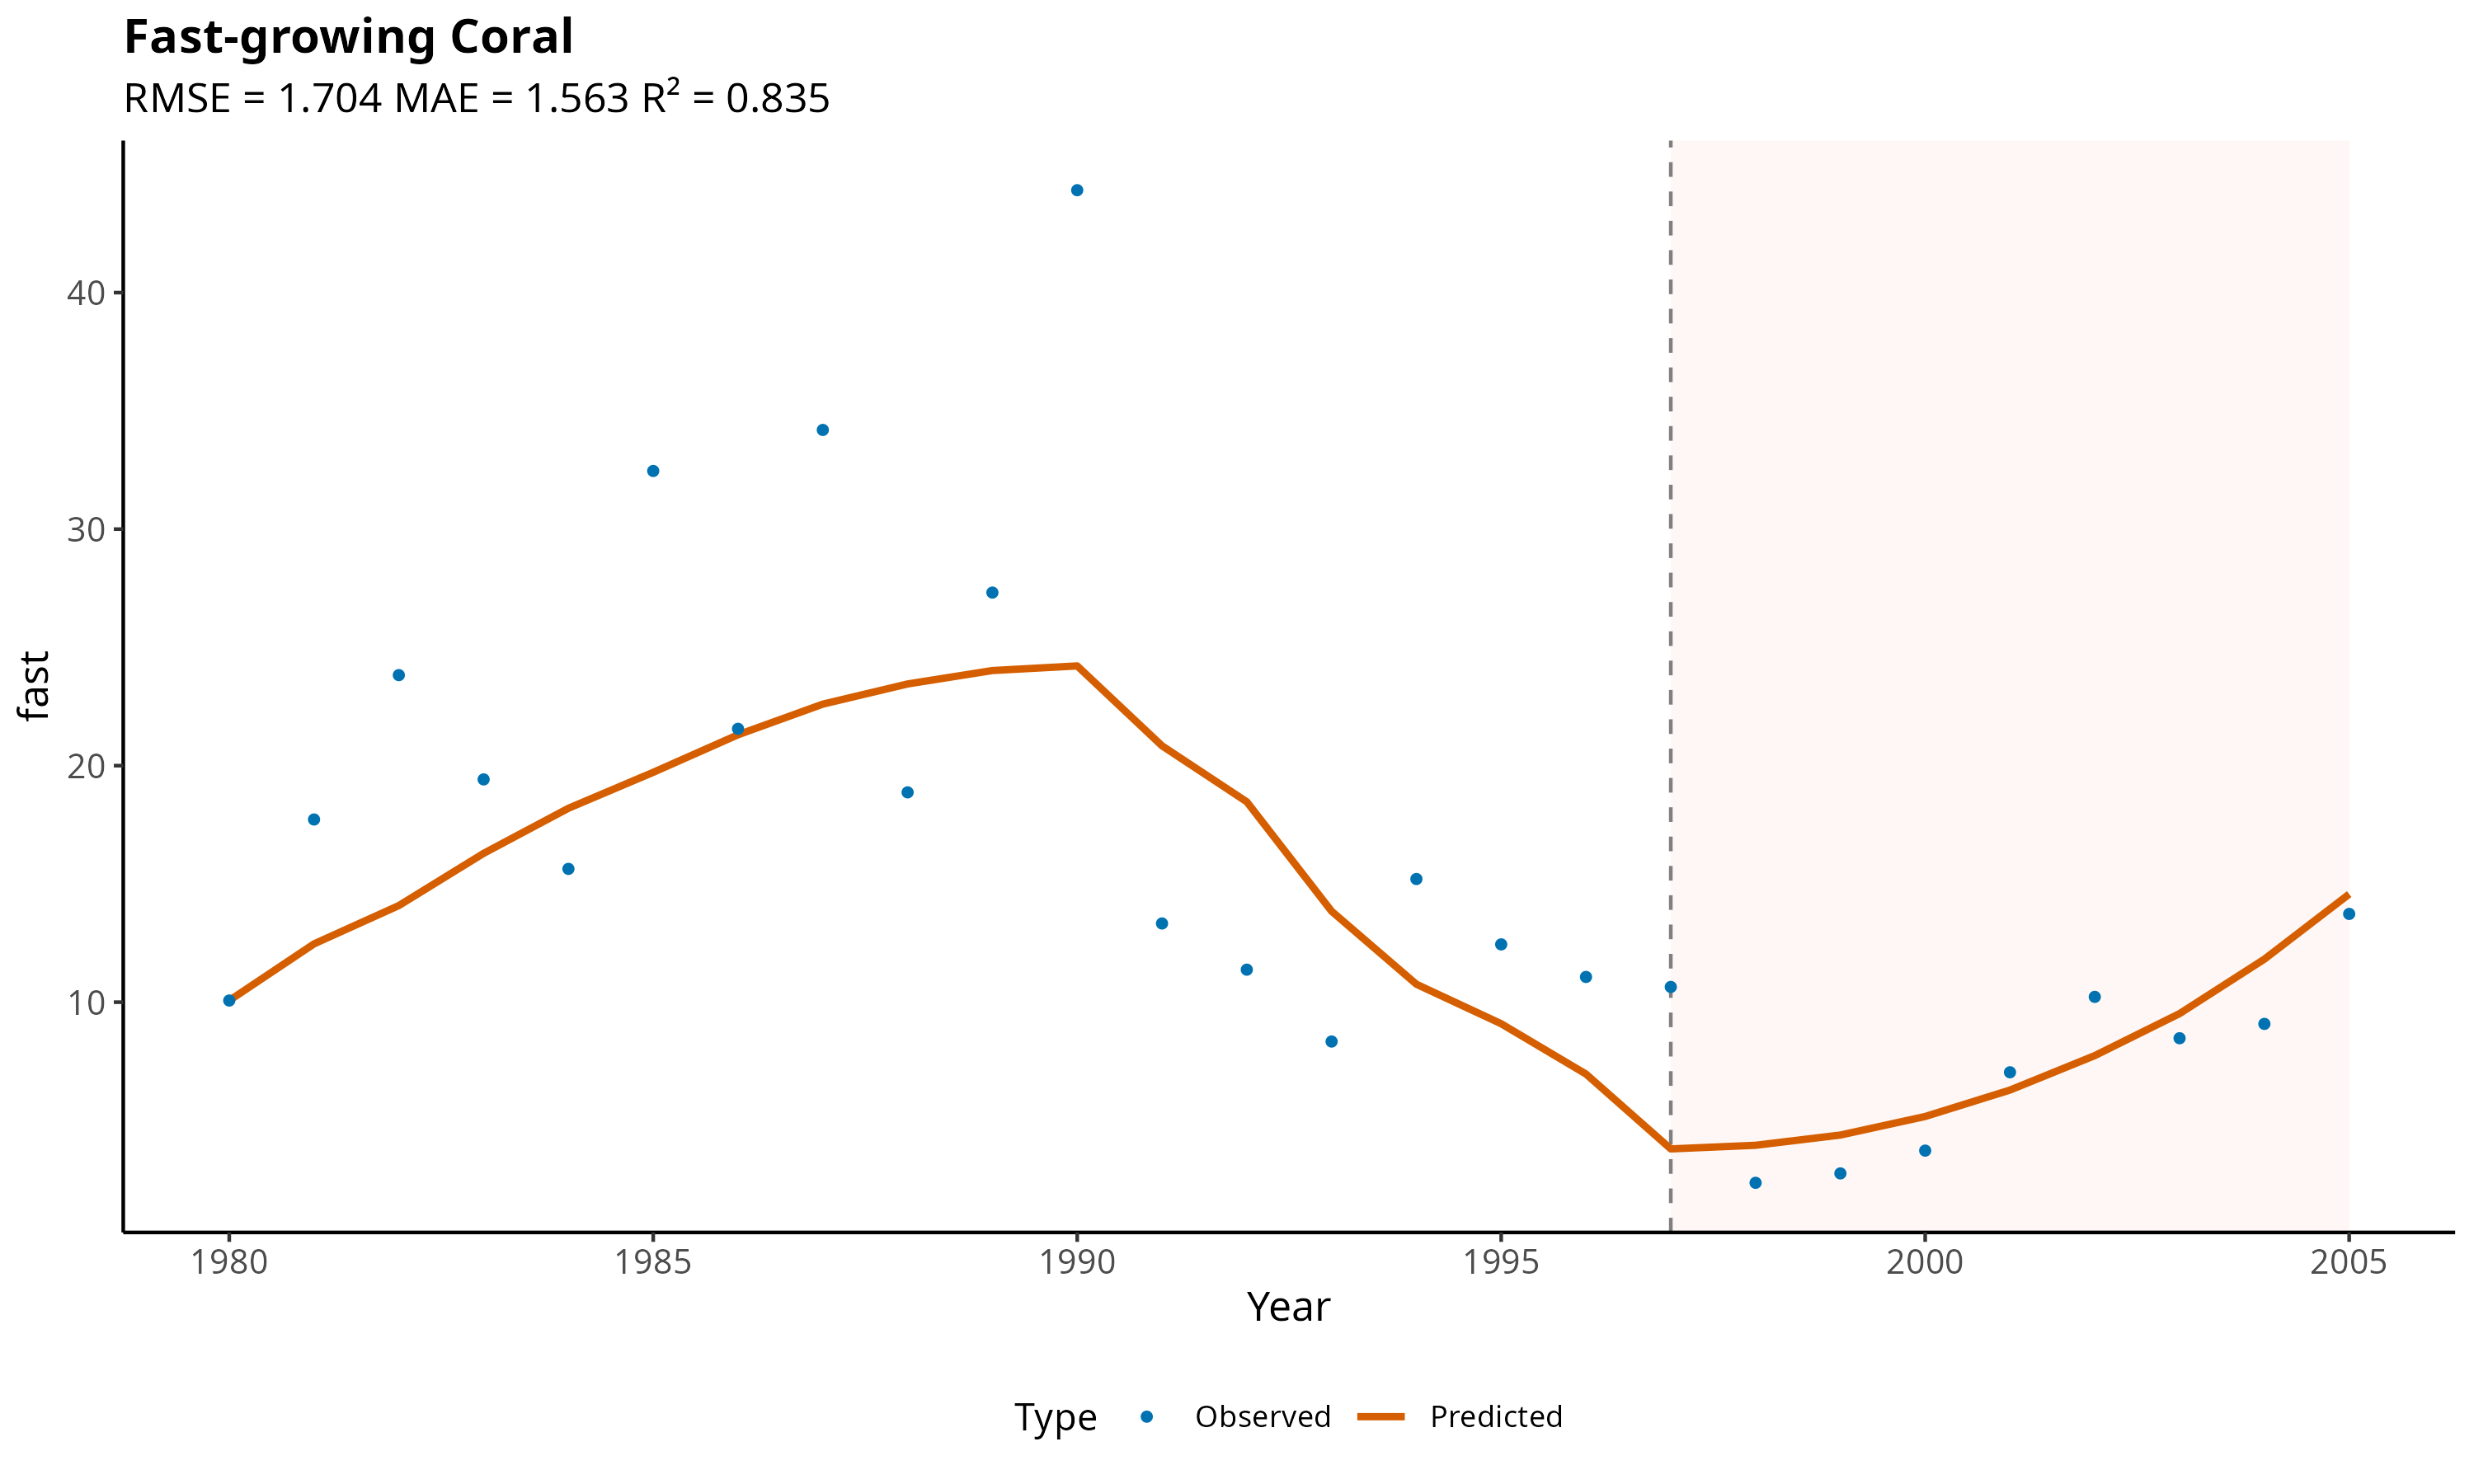 Fast-growing Coral
RMSE = 1.704 MAE = 1.563 R² = 0.835
fast
40
30
20
10
1980 1985 1990 1995 2000 2005
Year
Type Observed Predicted